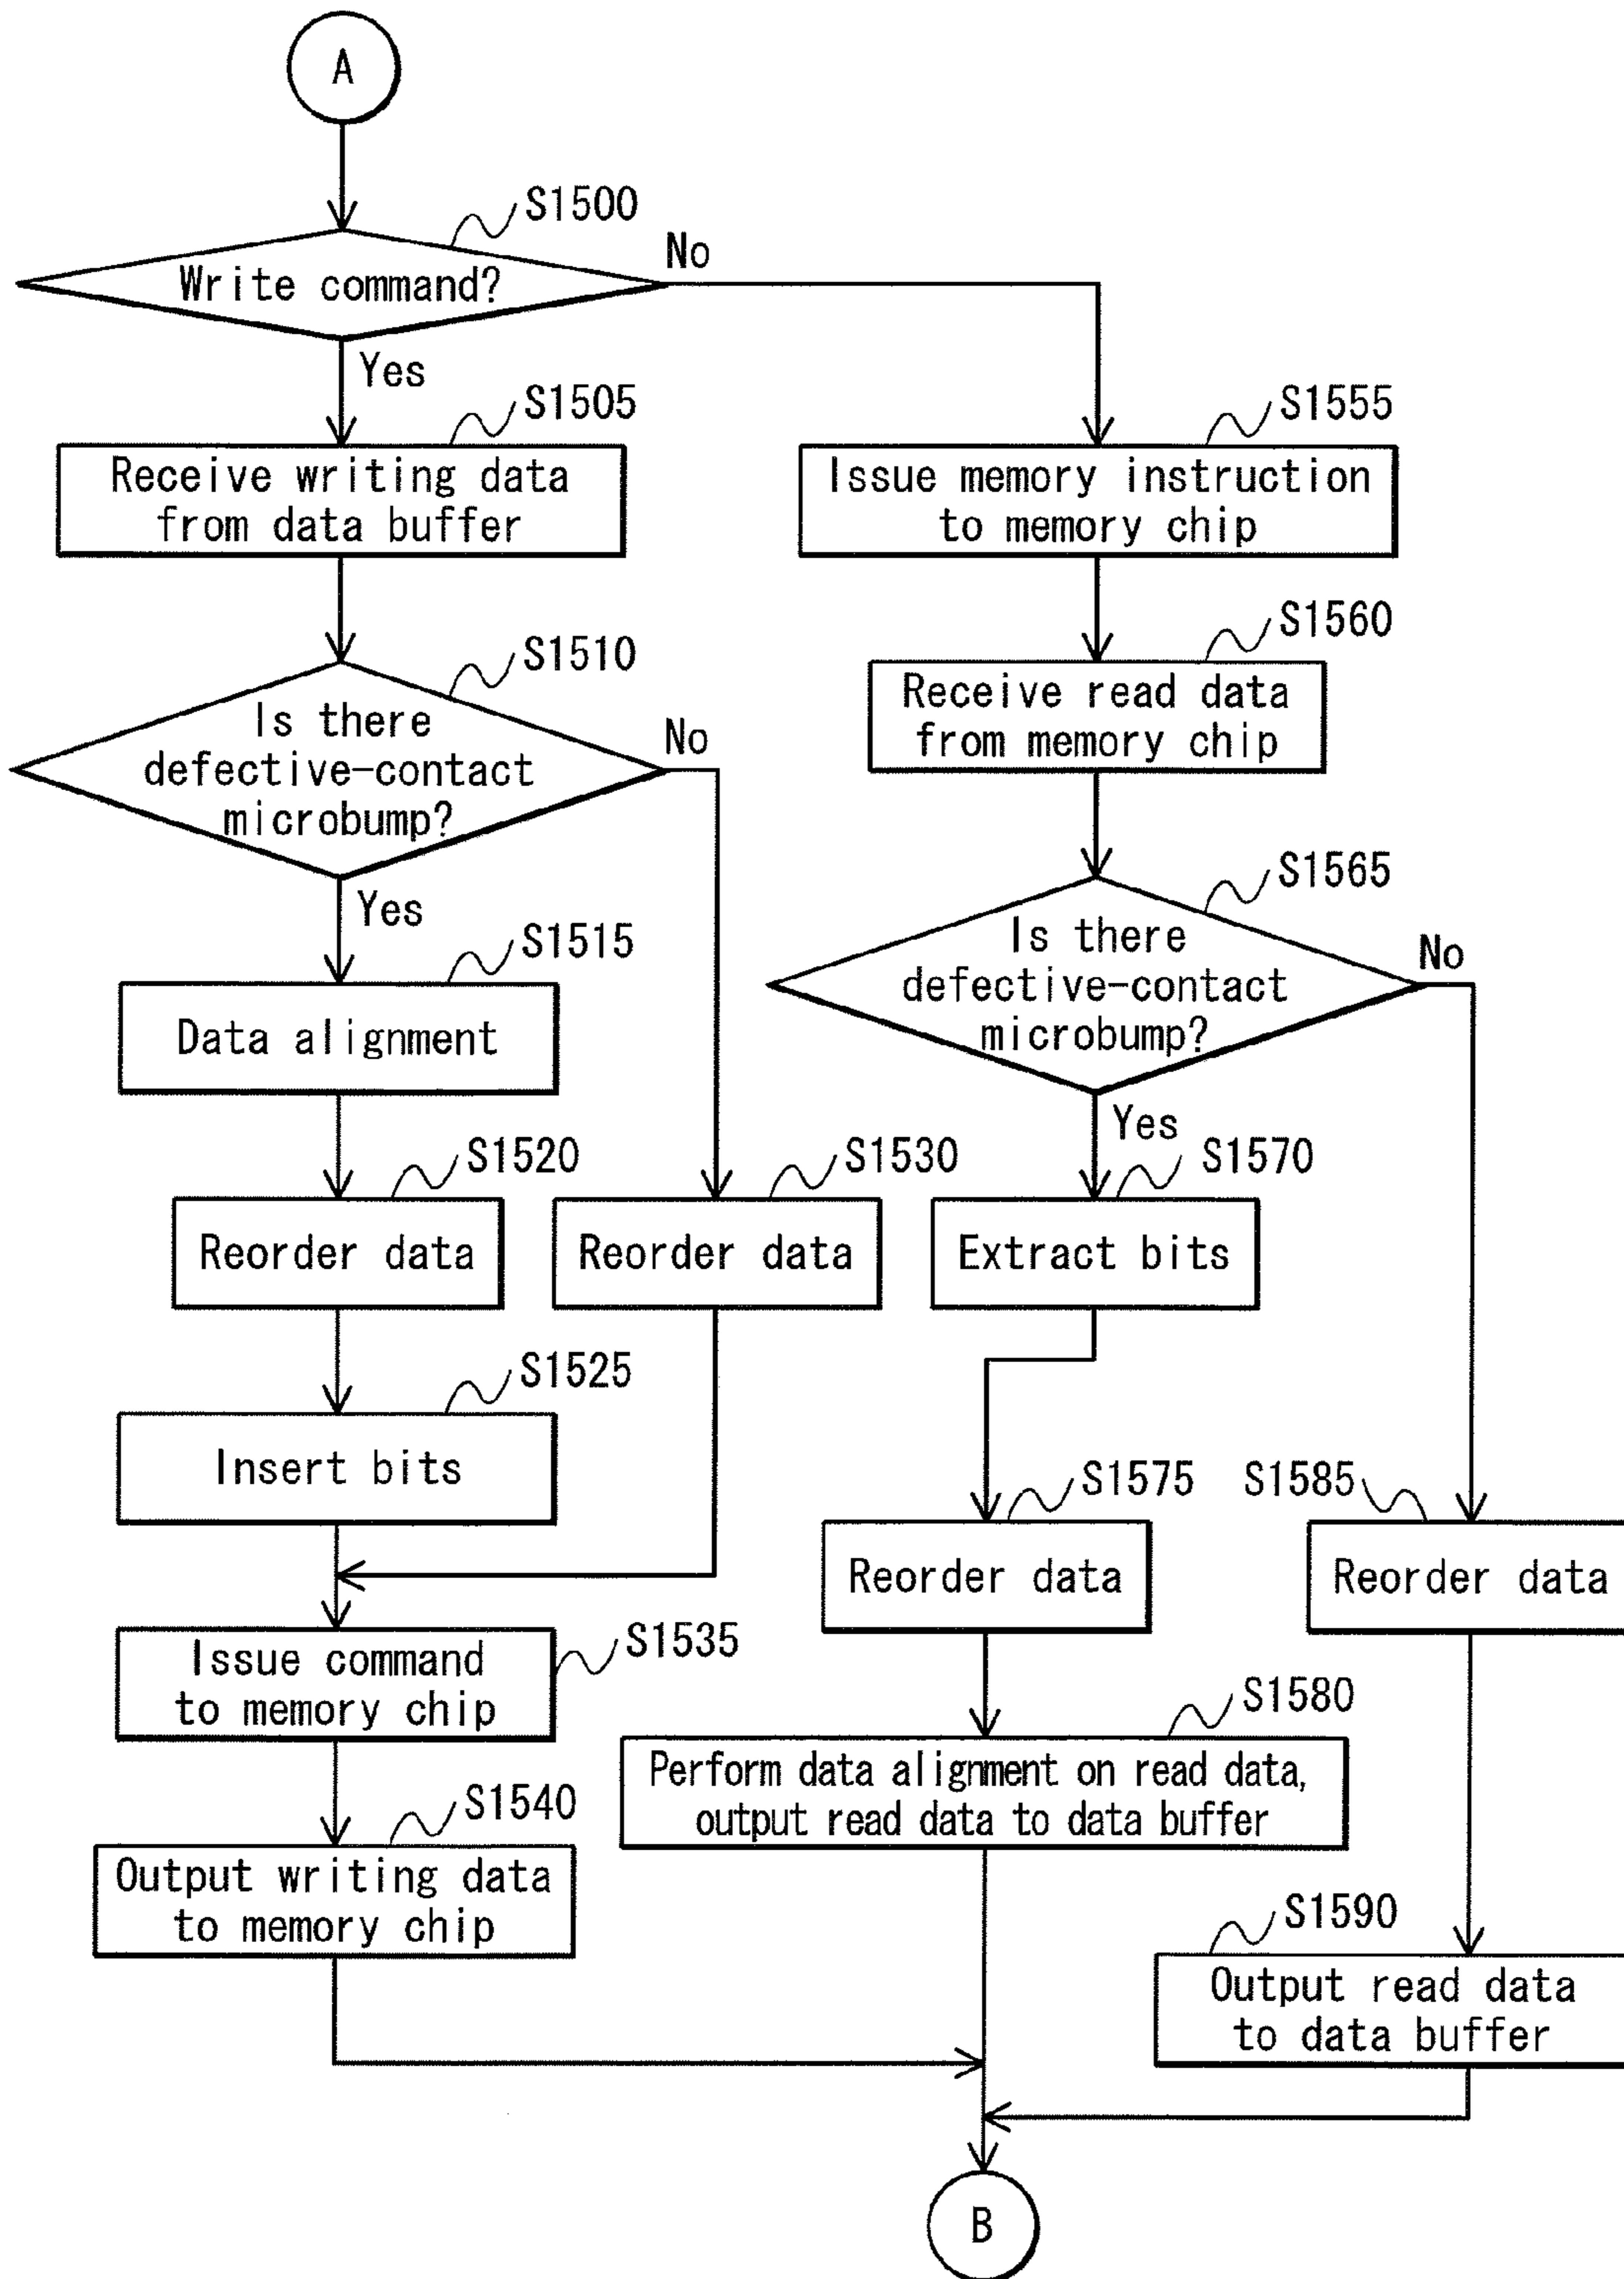 A
S1500
Write command?
No
Yes
S1505
Receive writing data
from data buffer
S1555
Issue memory instruction
to memory chip
S1510
Is there
defective-contact
microbump?
No
Yes
S1560
Receive read data
from memory chip
S1565
Is there
defective-contact
microbump?
No
Yes
S1515
Data alignment
S1520
Reorder data
S1530
Reorder data
S1570
Extract bits
S1525
Insert bits
S1575
Reorder data
S1585
Reorder data
S1535
Issue command
to memory chip
S1580
Perform data alignment on read data,
output read data to data buffer
S1540
Output writing data
to memory chip
S1590
Output read data
to data buffer
B